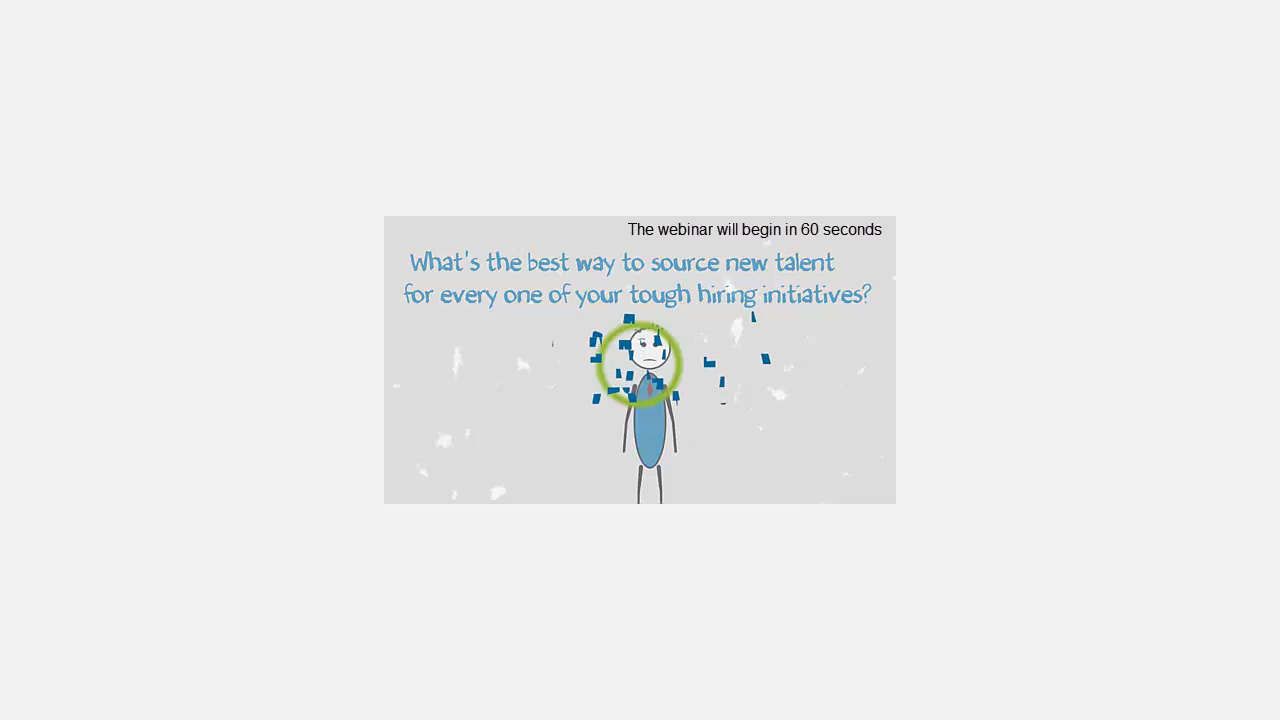 The webinar will begin in 60 seconds
What's the best way to source new talent
for every one of your tough hiring initiatives?